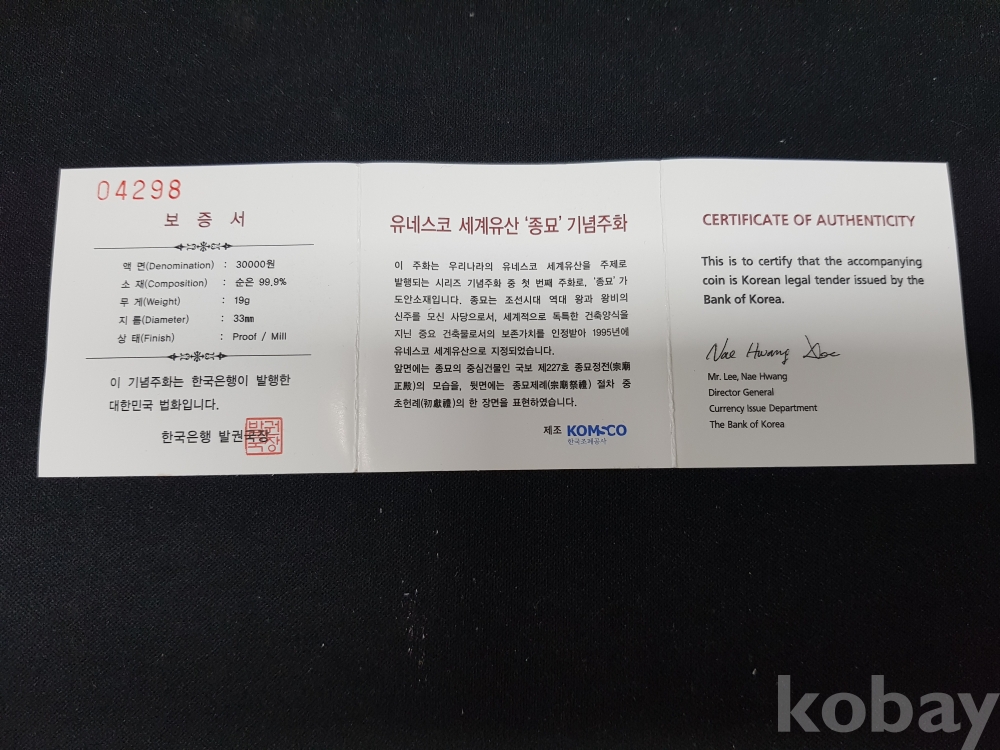 04298
보 증 서
액 면(Denomination) : 30000원
소 재(Composition) : 순은 99.9%
무 게(Weight) : 19g
지 름(Diameter) : 33mm
상 태(Finish) : Proof / Mill
이 기념주화는 한국은행이 발행한
대한민국 법화입니다.
한국은행 발권국장
발권
국장
유네스코 세계유산 '종묘' 기념주화
이 주화는 우리나라의 유네스코 세계유산을 주제로
발행되는 시리즈 기념주화 중 첫 번째 주화로, '종묘'가
도안소재입니다. 종묘는 조선시대 역대 왕과 왕비의
신주를 모신 사당으로서, 세계적으로 독특한 건축양식을
지닌 중요 건축물로서의 보존가치를 인정받아 1995년에
유네스코 세계유산으로 지정되었습니다.
앞면에는 종묘의 중심건물인 국보 제227호 종묘정전(宗廟
正殿)의 모습을, 뒷면에는 종묘제례(宗廟祭禮) 절차 중
초헌례(初獻禮)의 한 장면을 표현하였습니다.
제조 KOMSCO
한국조폐공사
CERTIFICATE OF AUTHENTICITY
This is to certify that the accompanying
coin is Korean legal tender issued by the
Bank of Korea.
Nae Hwang Lee
Mr. Lee, Nae Hwang
Director General
Currency Issue Department
The Bank of Korea
kobay